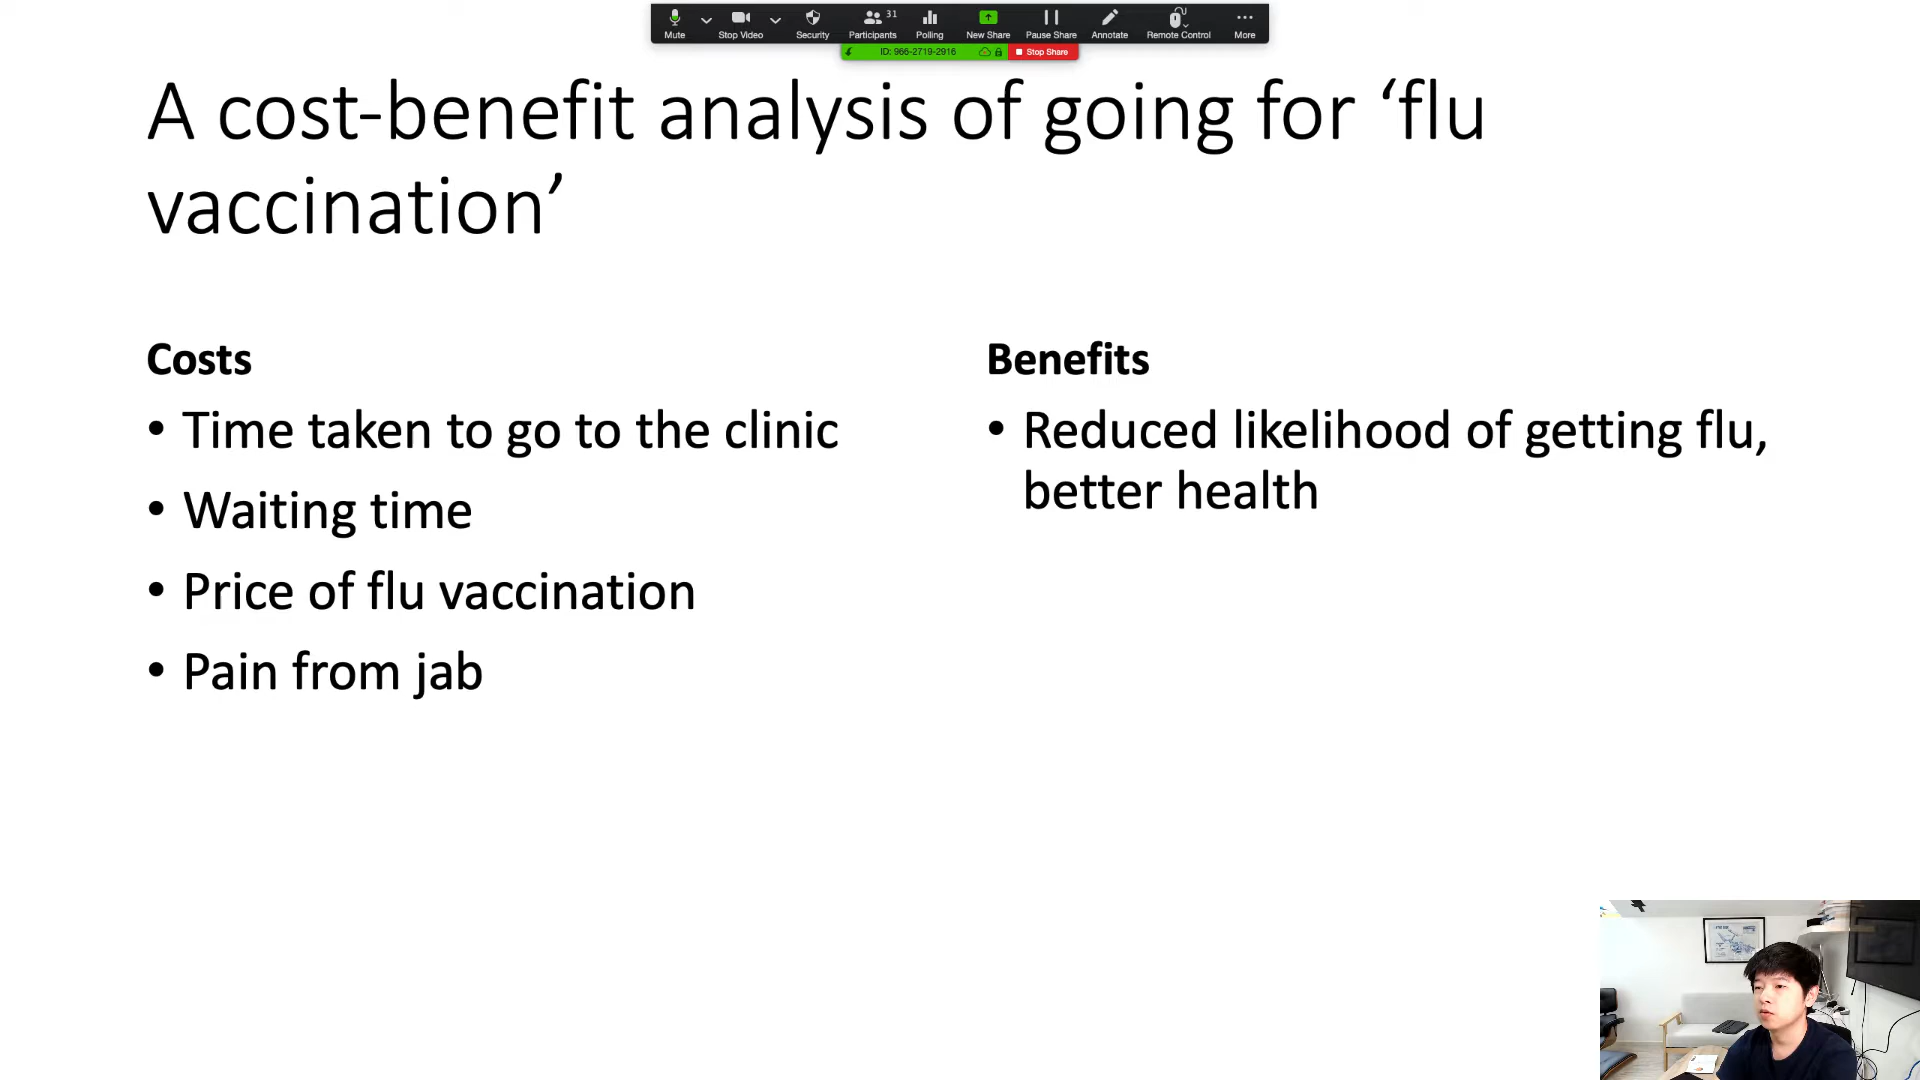 Mute
Stop Video
Security
Participants
31
Polling
New Share
Pause Share
Annotate
Remote Control
More
ID: 966-2719-2916
Stop Share
A cost-benefit analysis of going for ‘flu
vaccination’
Costs
• Time taken to go to the clinic
• Waiting time
• Price of flu vaccination
• Pain from jab
Benefits
• Reduced likelihood of getting flu,
better health